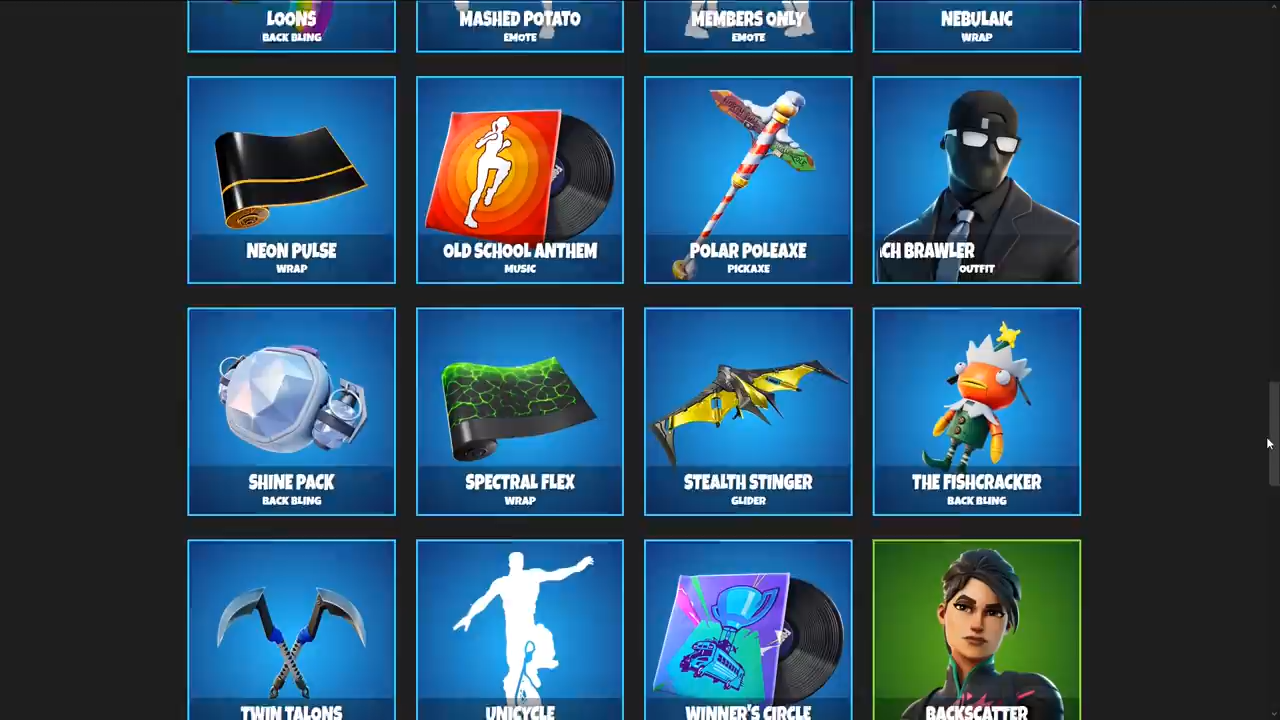 LOONS
BACK BLING
MASHED POTATO
EMOTE
MEMBERS ONLY
EMOTE
NEBULAIC
WRAP
NEON PULSE
WRAP
OLD SCHOOL ANTHEM
MUSIC
POLAR POLEAXE
PICKAXE
CH BRAWLER
OUTFIT
SHINE PACK
BACK BLING
SPECTRAL FLEX
WRAP
STEALTH STINGER
GLIDER
THE FISHCRACKER
BACK BLING
TWIN TALONS
UNICYCLE
WINNER'S CIRCLE
BACKSCATTER